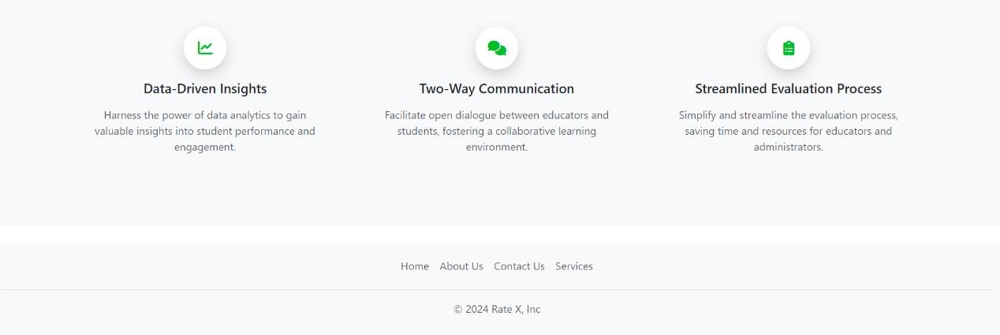 Data-Driven Insights
Harness the power of data analytics to gain
valuable insights into student performance and
engagement.
Two-Way Communication
Facilitate open dialogue between educators and
students, fostering a collaborative learning
environment.
Streamlined Evaluation Process
Simplify and streamline the evaluation process,
saving time and resources for educators and
administrators.
Home About Us Contact Us Services
© 2024 Rate X, Inc